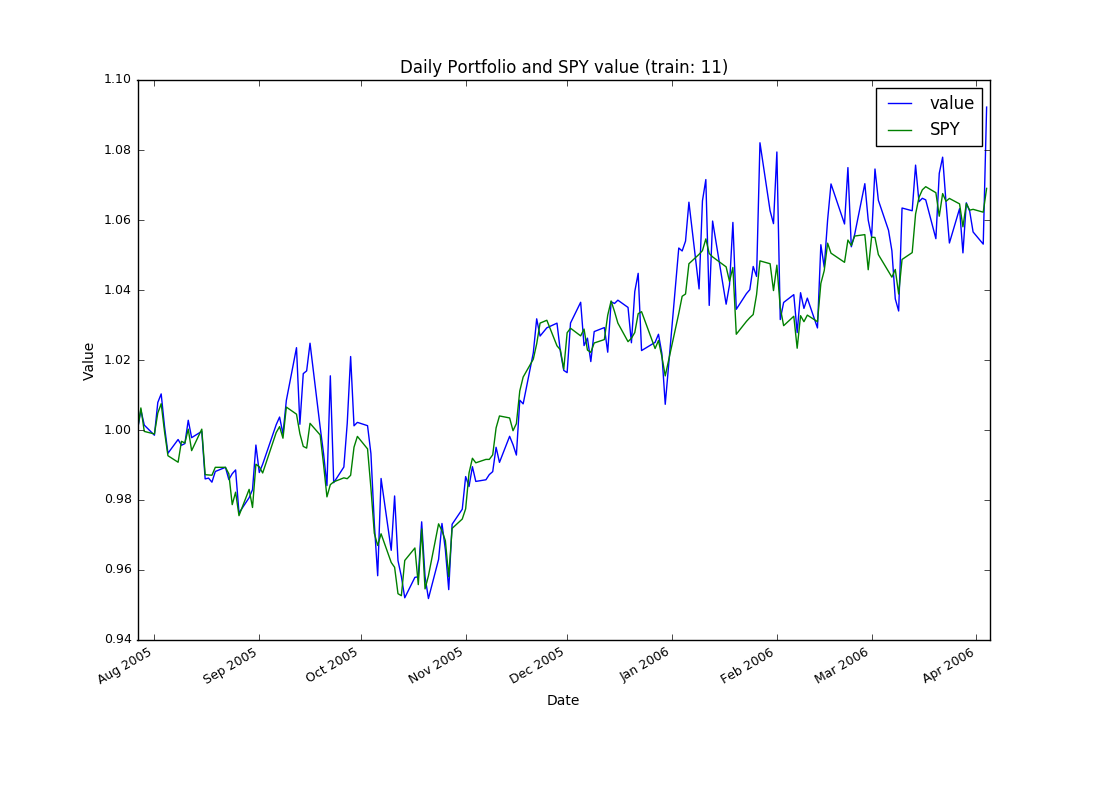 Daily Portfolio and SPY value (train: 11)
1.10
1.08
1.06
1.04
1.02
1.00
0.98
0.96
0.94
Value
value
SPY
Aug 2005
Sep 2005
Oct 2005
Nov 2005
Dec 2005
Jan 2006
Feb 2006
Mar 2006
Apr 2006
Date